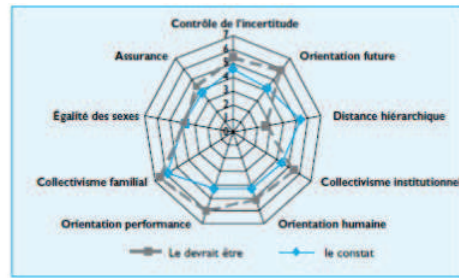 Contrôle de l'incertitude
7
6
5
4
3
2
1
0
Assurance
Orientation future
Égalité des sexes
Distance hiérarchique
Collectivisme familial
Collectivisme institutionnel
Orientation performance
Orientation humaine
Le devrait être
le constat